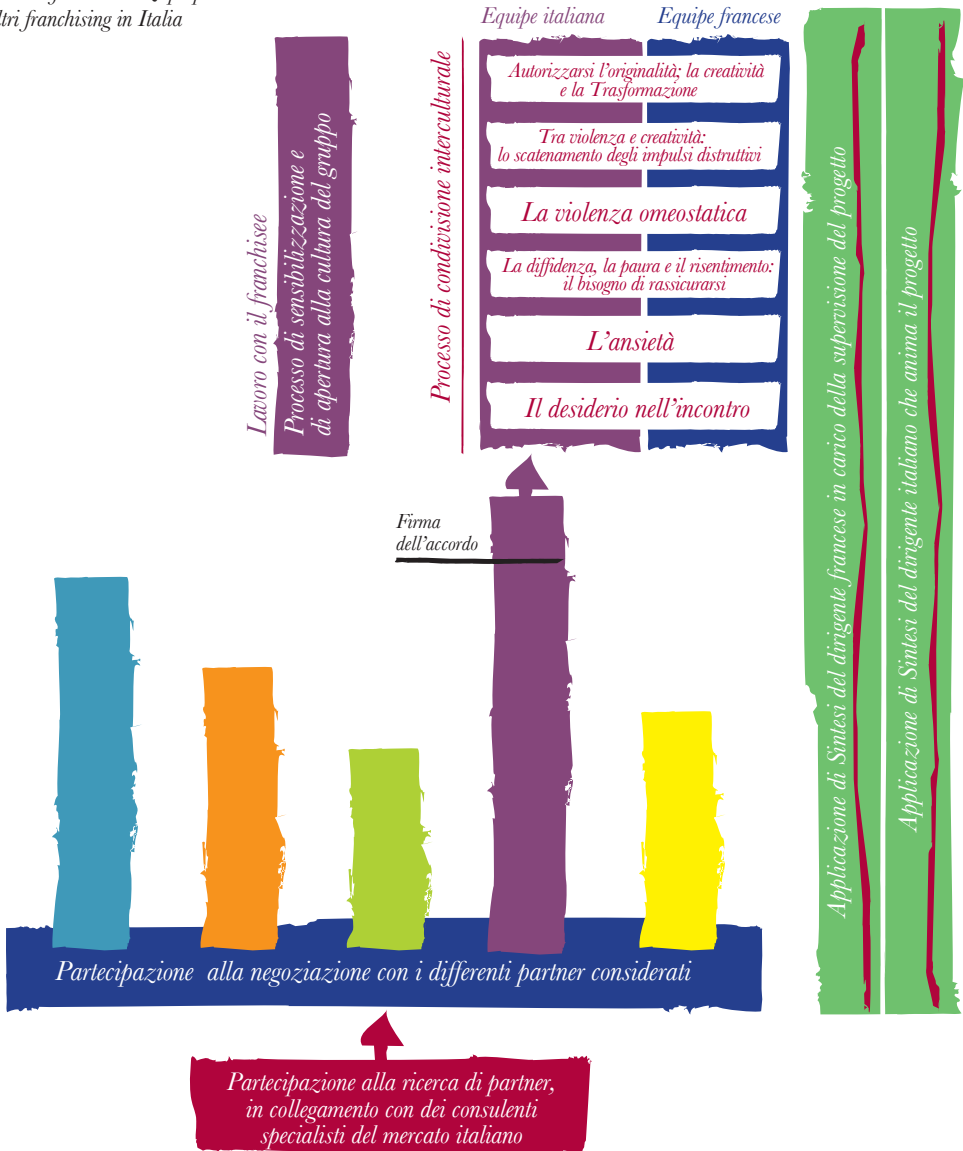 ltri franchising in Italia
Equipe italiana
Equipe francese
Lavoro con il franchisee
Processo di sensibilizzazione e
di apertura alla cultura del gruppo
Processo di condivisione interculturale
Autorizzarsi l'originalità; la creatività
e la Trasformazione
Tra violenza e creatività:
lo scatenamento degli impulsi distruttivi
La violenza omeostatica
La diffidenza, la paura e il risentimento:
il bisogno di rassicurarsi
L'ansietà
Il desiderio nell'incontro
Firma
dell'accordo
Applicazione di Sintesi del dirigente francese in carico della supervisione del progetto
Applicazione di Sintesi del dirigente italiano che anima il progetto
Partecipazione alla negoziazione con i differenti partner considerati
Partecipazione alla ricerca di partner,
in collegamento con dei consulenti
specialisti del mercato italiano